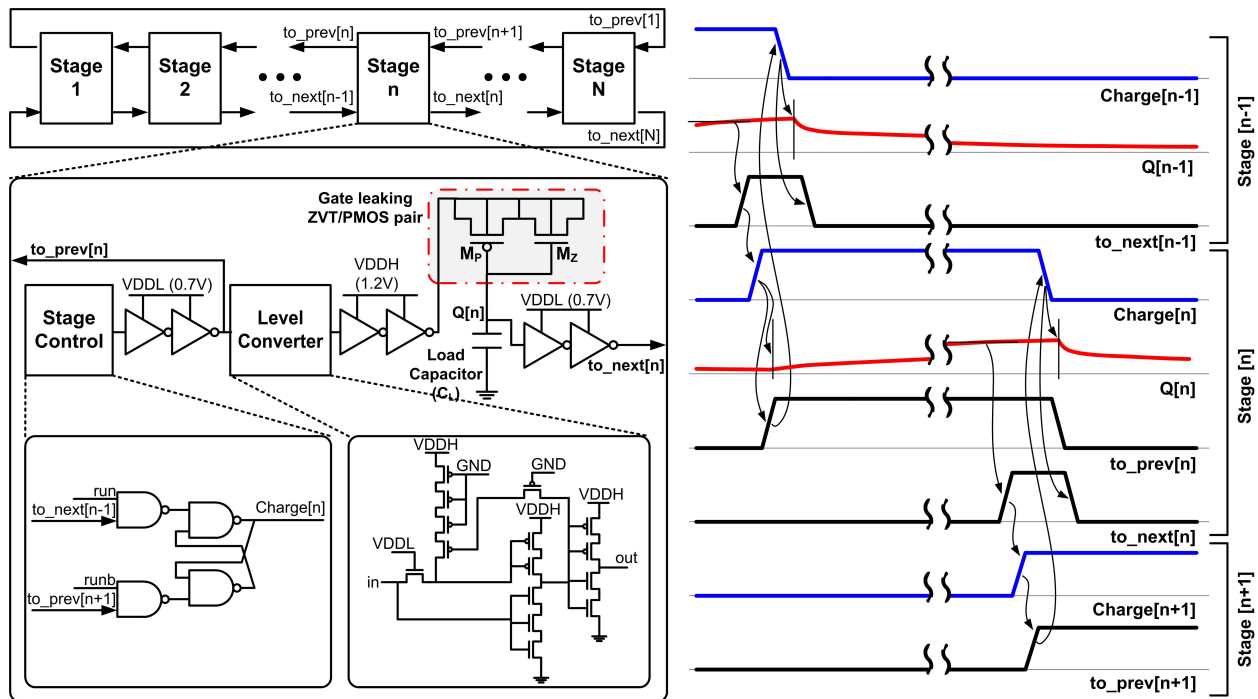 to_prev[1]
to_prev[n]
to_prev[n+1]
Stage
1
Stage
2
Stage
n
Stage
N
to_next[n-1]
to_next[n]
to_next[N]
Gate leaking
ZVT/PMOS pair
MP
MZ
to_prev[n]
VDDL (0.7V)
VDDH
(1.2V)
Stage
Control
Level
Converter
Q[n]
VDDL (0.7V)
Load
Capacitor
(CL)
to_next[n]
run
to_next[n-1]
Charge[n]
runb
to_prev[n+1]
VDDH
GND
GND
VDDH
VDDH
VDDL
in
out
Charge[n-1]
Q[n-1]
to_next[n-1]
Stage [n-1]
Charge[n]
Q[n]
to_prev[n]
to_next[n]
Stage [n]
Charge[n+1]
to_prev[n+1]
Stage [n+1]